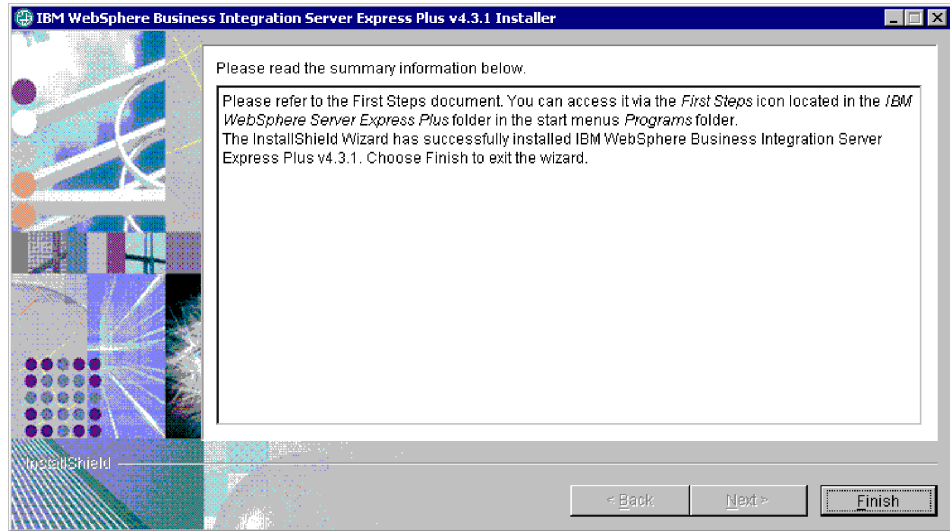 IBM WebSphere Business Integration Server Express Plus v4.3.1 Installer
Please read the summary information below.
Please refer to the First Steps document. You can access it via the First Steps icon located in the IBM
WebSphere Server Express Plus folder in the start menus Programs folder.
The InstallShield Wizard has successfully installed IBM WebSphere Business Integration Server
Express Plus v4.3.1. Choose Finish to exit the wizard.
InstallShield
< Back Next > Finish